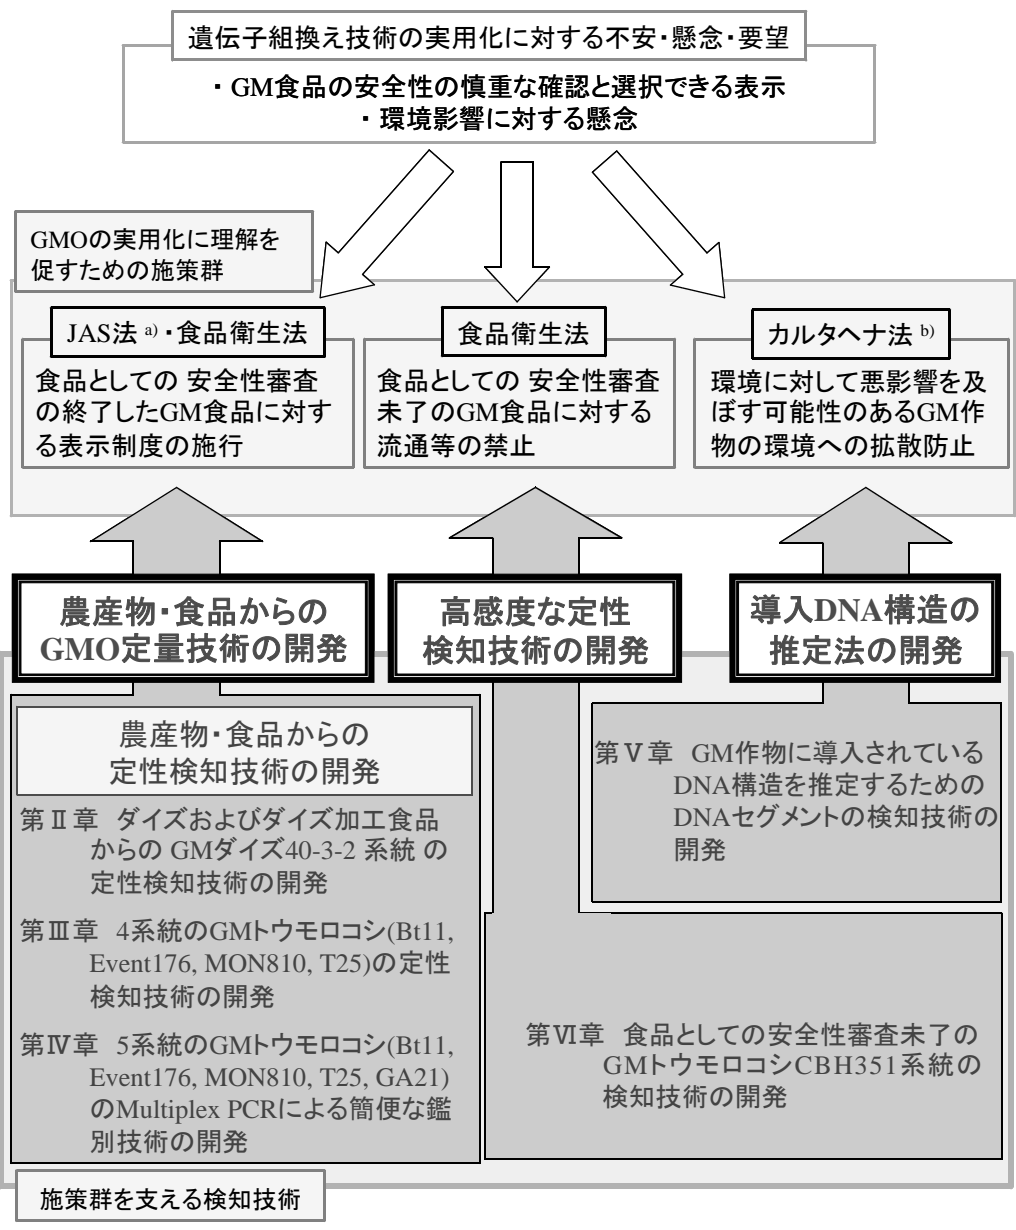 遺伝子組換え技術の実用化に対する不安・懸念・要望
・GM食品の安全性の慎重な確認と選択できる表示
・環境影響に対する懸念
GMOの実用化に理解を
促すための施策群
JAS法 a)・食品衛生法
食品としての 安全性審査
の終了したGM食品に対す
る表示制度の施行
食品衛生法
食品としての 安全性審査
未了のGM食品に対する
流通等の禁止
カルタヘナ法 b)
環境に対して悪影響を及
ぼす可能性のあるGM作
物の環境への拡散防止
農産物・食品からの
GMO定量技術の開発
高感度な定性
検知技術の開発
導入DNA構造の
推定法の開発
農産物・食品からの
定性検知技術の開発
第Ⅱ章 ダイズおよびダイズ加工食品
からの GMダイズ40-3-2 系統 の
定性検知技術の開発
第Ⅲ章 4系統のGMトウモロコシ(Bt11,
Event176, MON810, T25)の定性
検知技術の開発
第Ⅳ章 5系統のGMトウモロコシ(Bt11,
Event176, MON810, T25, GA21)
のMultiplex PCRによる簡便な鑑
別技術の開発
第Ⅴ章 GM作物に導入されている
DNA構造を推定するための
DNAセグメントの検知技術の
開発
第Ⅵ章 食品としての安全性審査未了の
GMトウモロコシCBH351系統の
検知技術の開発
施策群を支える検知技術